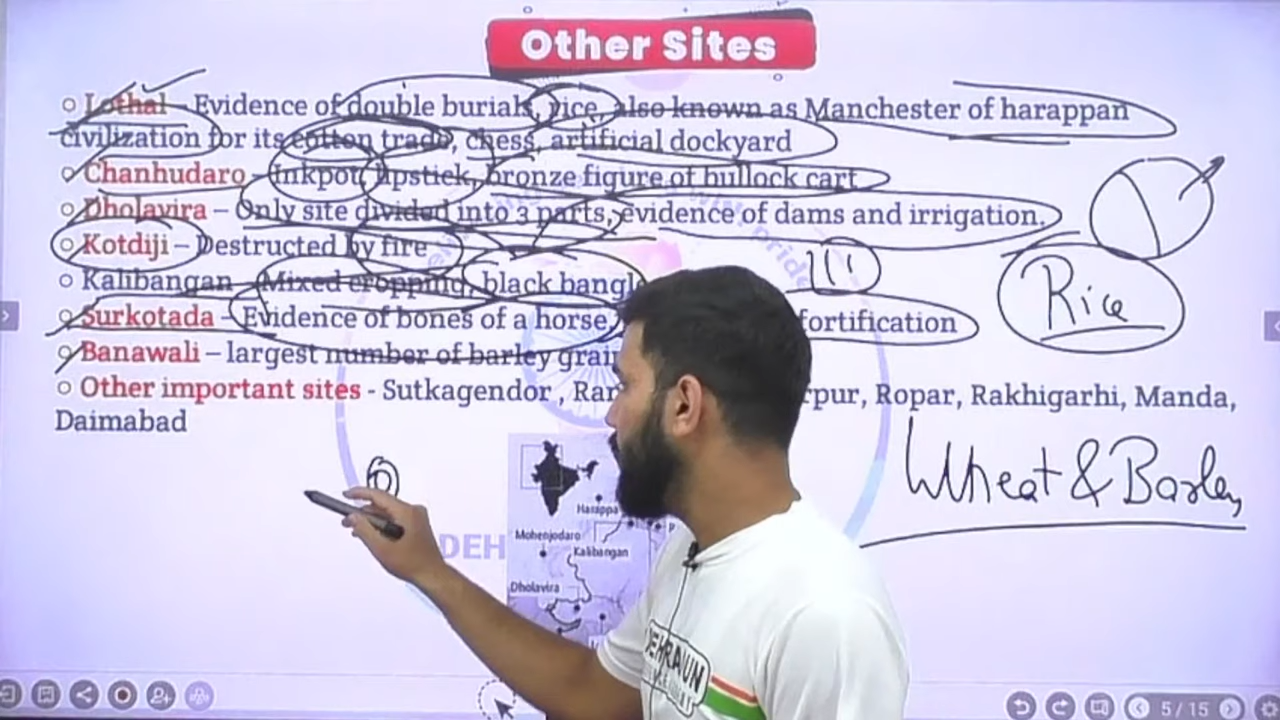 Other Sites
Lothal - Evidence of double burials, rice, also known as Manchester of harappan
civilization for its cotton trade, chess, artificial dockyard
Chanhudaro - Inkpot, lipstick, bronze figure of bullock cart
Dholavira – Only site divided into 3 parts, evidence of dams and irrigation.
Kotdiji – Destructed by fire
Kalibangan - Mixed cropping, black bangle
Surkotada - Evidence of bones of a horse, fortification
Banawali – largest number of barley grain
Other important sites - Sutkagendor , Ropar, Rakhigarhi, Manda,
Daimabad
Rice
Wheat & Barley
Harappa
Mohenjodaro
Kalibangan
Dholavira
DEH
DEHRADUN
5 / 15